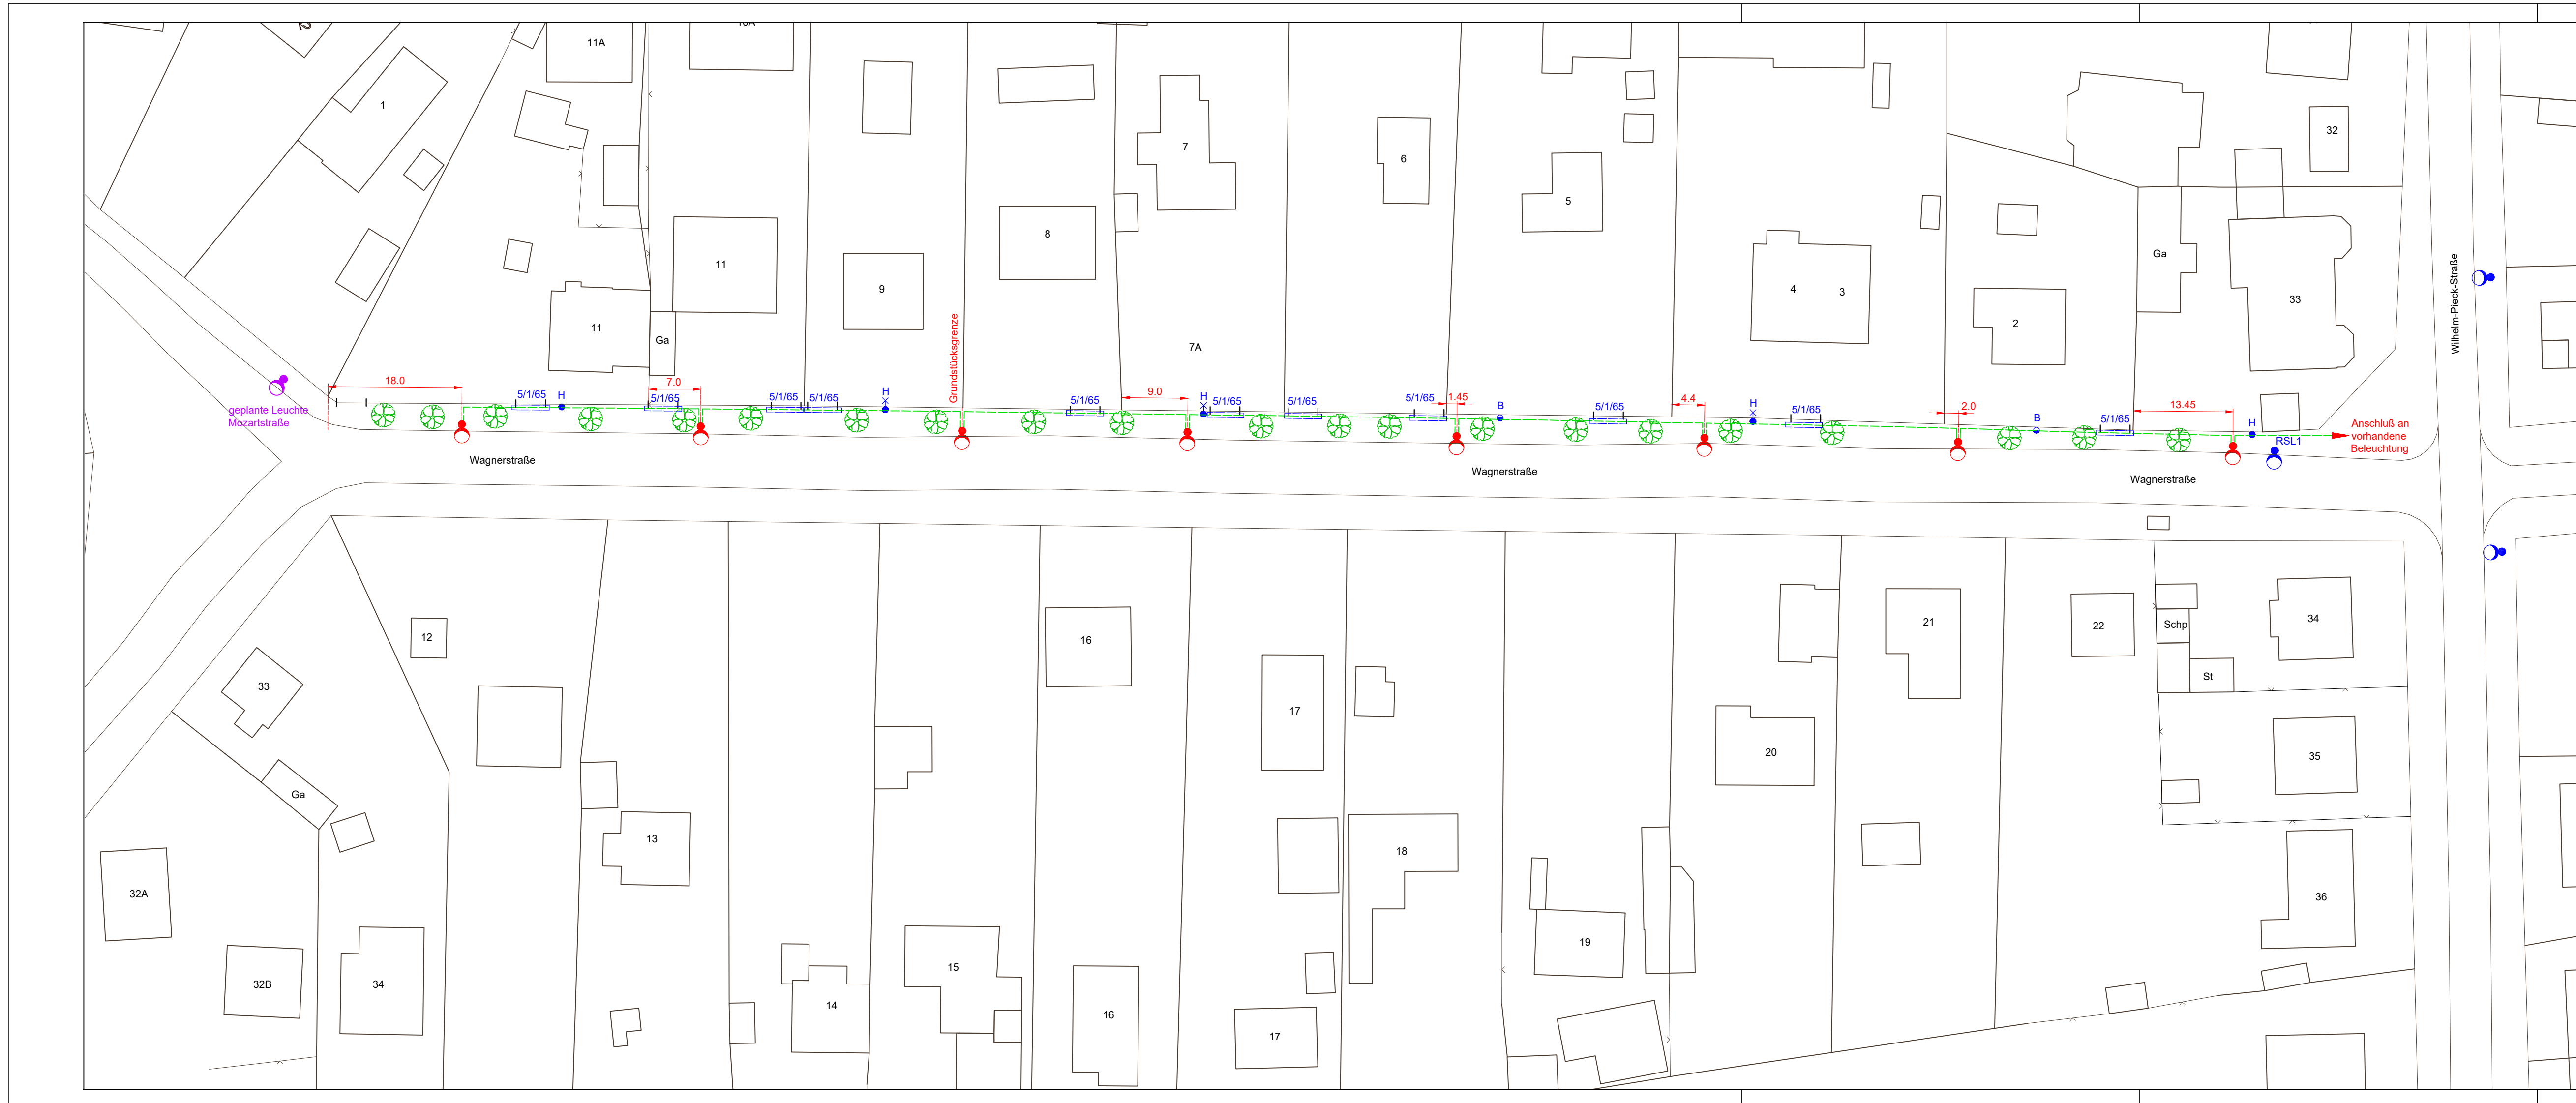 11A
1
32
7
6
5
Ga
11
8
9
4
3
33
2
11
Ga
7A
Wilhelm-Pieck-Straße
Grundstücksgrenze
18.0
7.0
9.0
1.45
4.4
2.0
13.45
geplante Leuchte
Mozartstraße
5/1/65
H
5/1/65
5/1/65
5/1/65
H
5/1/65
H
5/1/65
5/1/65
5/1/65
B
5/1/65
H
5/1/65
B
5/1/65
H
RSL1
Anschluß an
vorhandene
Beleuchtung
Wagnerstraße
Wagnerstraße
Wagnerstraße
12
16
21
22
Schp
34
33
17
St
20
35
Ga
13
18
32A
19
36
32B
34
14
15
16
17